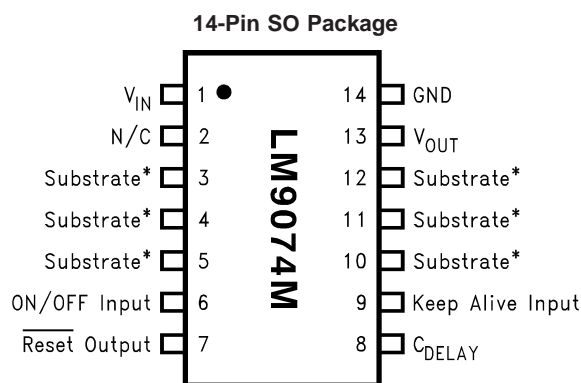 14-Pin SO Package
V_IN 1 14 GND
N/C 2 13 V_OUT
Substrate* 3 12 Substrate*
Substrate* 4 11 Substrate*
Substrate* 5 10 Substrate*
ON/OFF Input 6 9 Keep Alive Input
Reset Output 7 8 C_DELAY
LM9074M